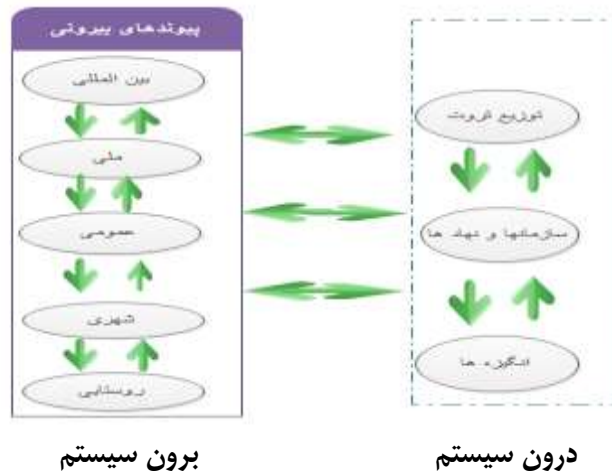 پیوندهای بیرونی
بین المللی
ملی
عمومی
شهری
روستایی
توزیع ثروت
سازمانها و نهاد ها
انگیزه ها
درون سیستم
برون سیستم